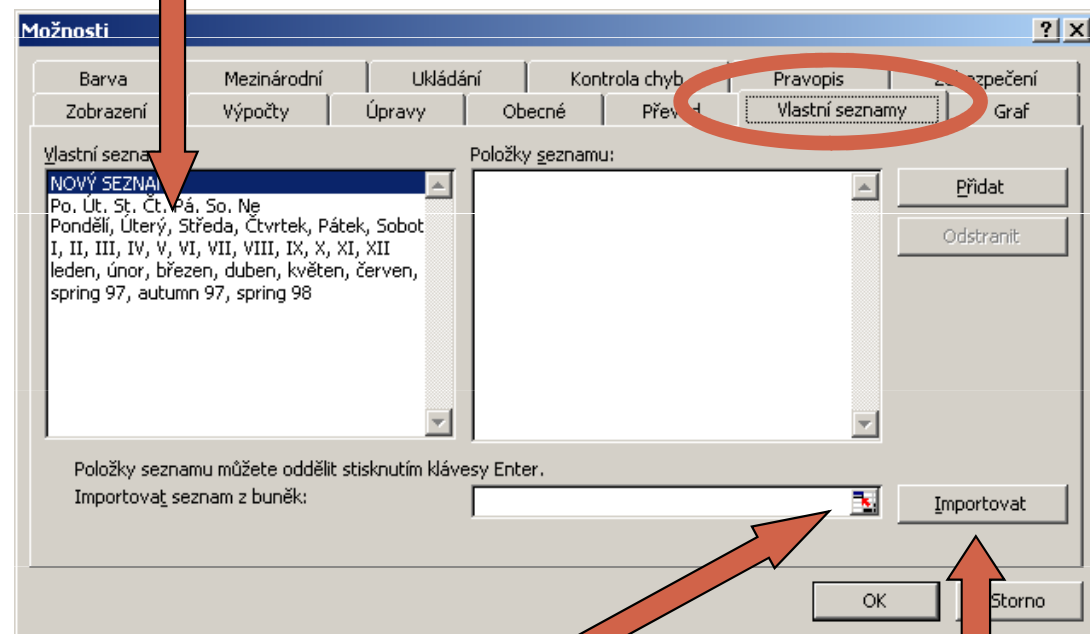 Možnosti
Barva Mezinárodní Ukládání Kontrola chyb Pravopis
Zobrazení Výpočty Úpravy Obecné Vlastní seznamy Graf
Vlastní Položky seznamu:
NOVÝ
Po. Út. St. Čt. Pá. So. Ne
Pondělí, Úterý, Středa, Čtvrtek, Pátek, Sobot
I, II, III, IV, V, VI, VII, VIII, IX, X, XI, XII
leden, únor, březen, duben, květen, červen,
spring 97, autumn 97, spring 98
Přidat
Odstranit
Položky seznamu můžete oddělit stisknutím klávesy Enter.
Importovat seznam z buněk:
Importovat
OK Storno